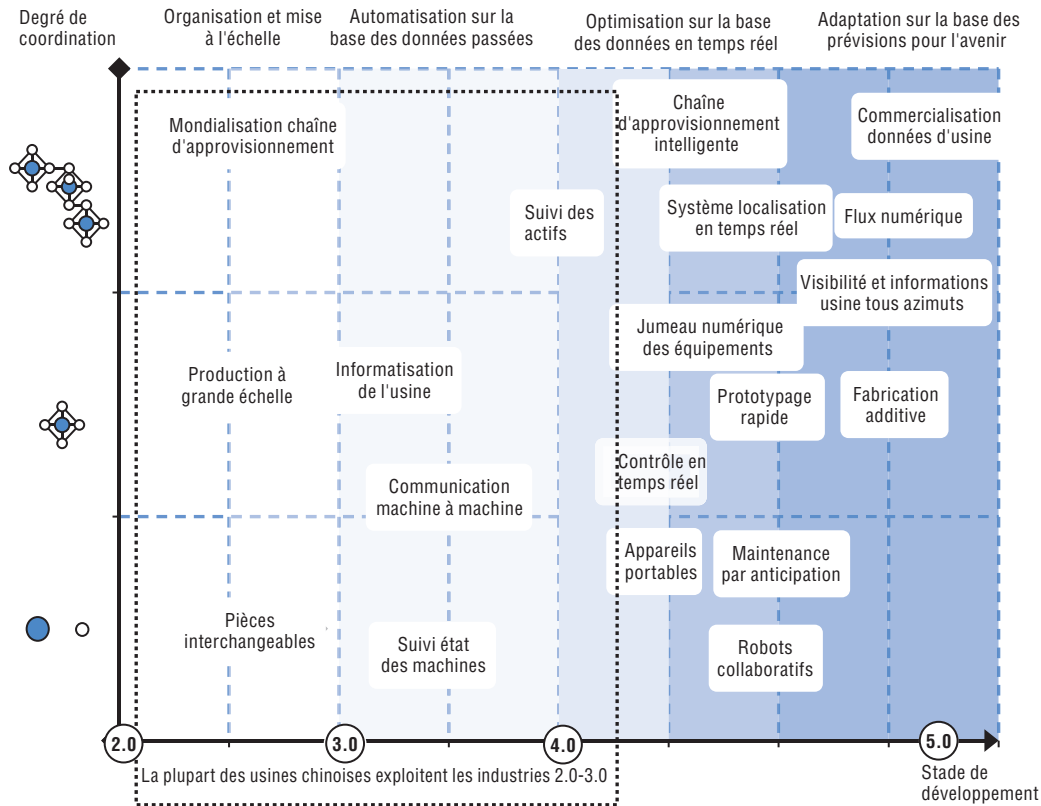 Degré de
coordination
Organisation et mise
à l'échelle
Automatisation sur la
base des données passées
Optimisation sur la base
des données en temps réel
Adaptation sur la base des
prévisions pour l'avenir
Mondialisation chaîne
d'approvisionnement
Chaîne
d'approvisionnement
intelligente
Commercialisation
données d'usine
Suivi des
actifs
Système localisation
en temps réel
Flux numérique
Visibilité et informations
usine tous azimuts
Jumeau numérique
des équipements
Production à
grande échelle
Informatisation
de l'usine
Prototypage
rapide
Fabrication
additive
Contrôle en
temps réel
Communication
machine à machine
Appareils
portables
Maintenance
par anticipation
Pièces
interchangeables
Suivi état
des machines
Robots
collaboratifs
2.0
3.0
4.0
5.0
La plupart des usines chinoises exploitent les industries 2.0-3.0
Stade de
développement